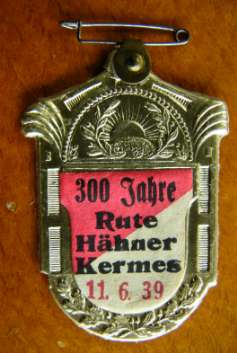 300 Jahre
Rute
Hähner
Kermes
11. 6. 39